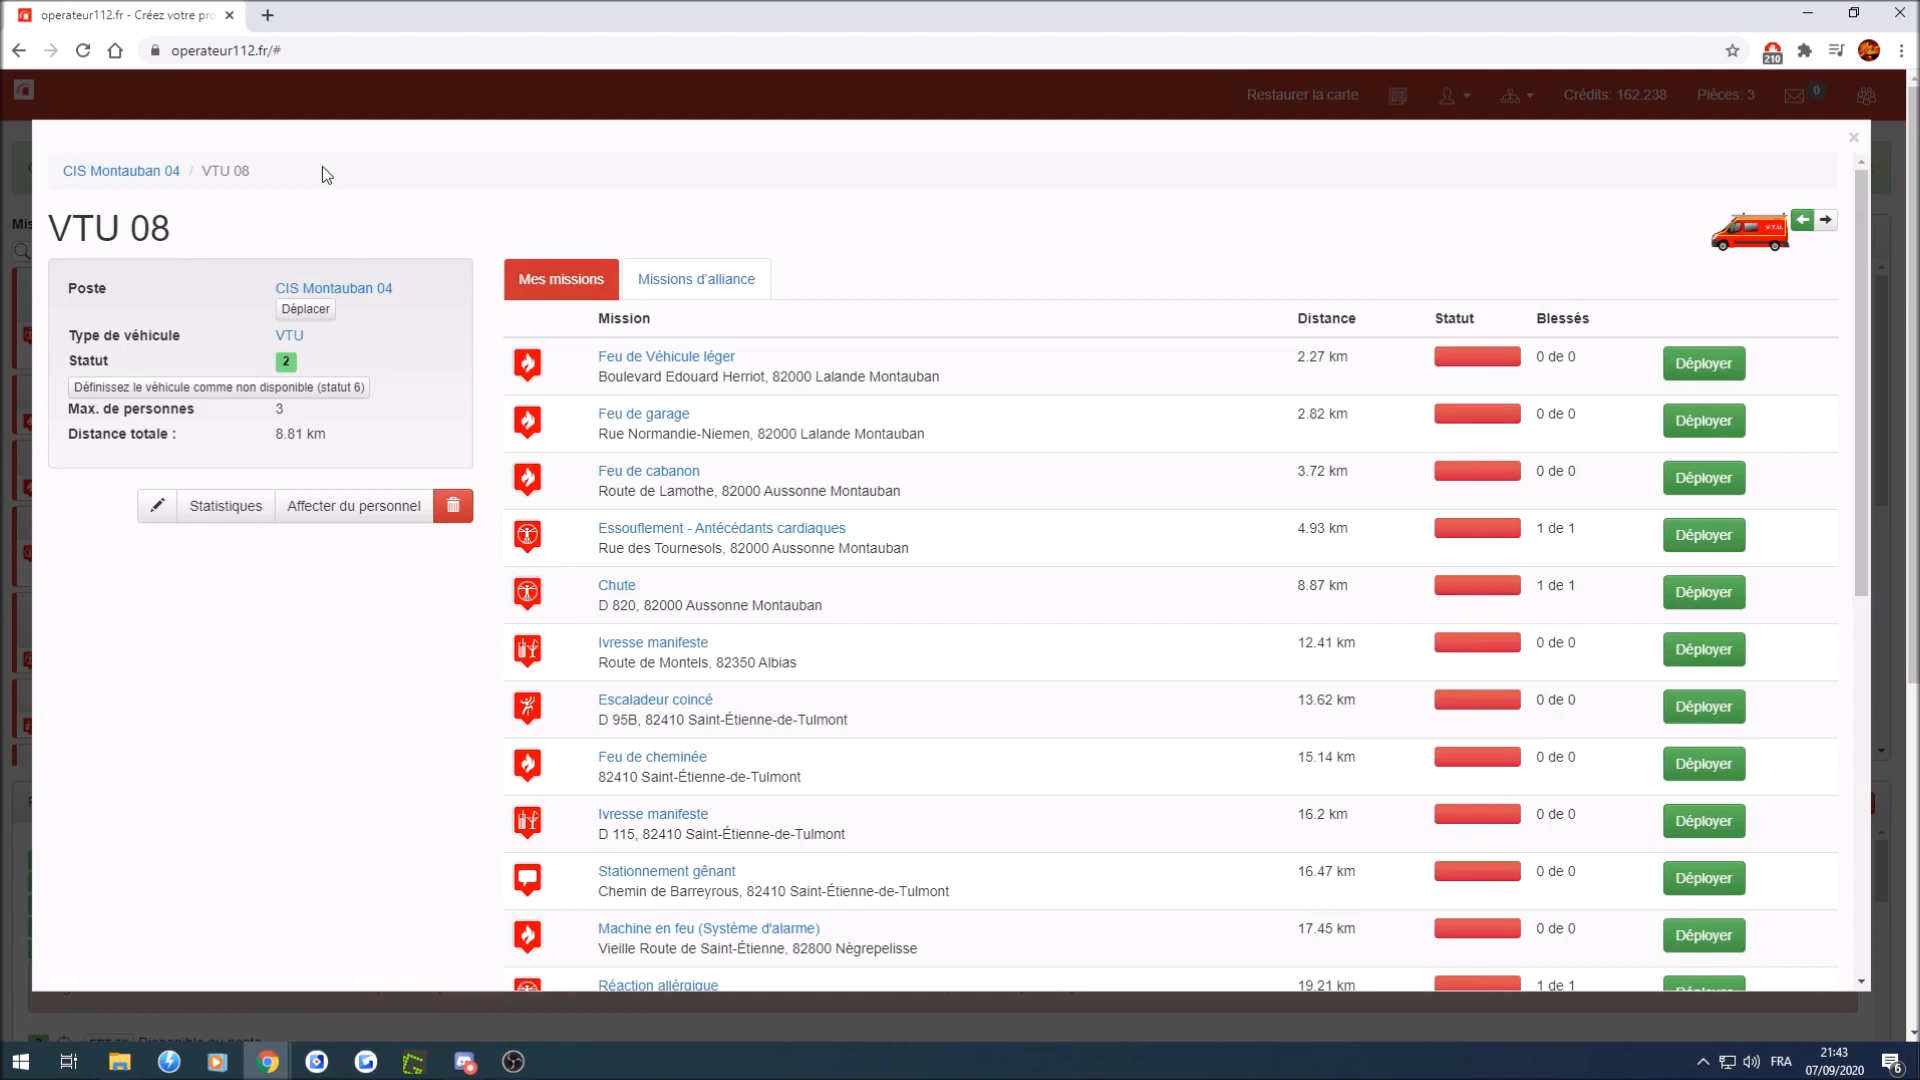 operateur112.fr - Créez votre pro
operateur112.fr/#
210
Restaurer la carte
Crédits: 162.238
Pièces: 3
0
CIS Montauban 04 / VTU 08
VTU 08
V.T.U.
Poste
CIS Montauban 04
Déplacer
Type de véhicule
VTU
Statut
2
Définissez le véhicule comme non disponible (statut 6)
Max. de personnes
3
Distance totale :
8.81 km
Statistiques
Affecter du personnel
Mes missions
Missions d'alliance
Mission Distance Statut Blessés
Feu de Véhicule léger 2.27 km 0 de 0 Déployer
Boulevard Edouard Herriot, 82000 Lalande Montauban
Feu de garage 2.82 km 0 de 0 Déployer
Rue Normandie-Niemen, 82000 Lalande Montauban
Feu de cabanon 3.72 km 0 de 0 Déployer
Route de Lamothe, 82000 Aussonne Montauban
Essouflement - Antécédants cardiaques 4.93 km 1 de 1 Déployer
Rue des Tournesols, 82000 Aussonne Montauban
Chute 8.87 km 1 de 1 Déployer
D 820, 82000 Aussonne Montauban
Ivresse manifeste 12.41 km 0 de 0 Déployer
Route de Montels, 82350 Albias
Escaladeur coincé 13.62 km 0 de 0 Déployer
D 95B, 82410 Saint-Étienne-de-Tulmont
Feu de cheminée 15.14 km 0 de 0 Déployer
82410 Saint-Étienne-de-Tulmont
Ivresse manifeste 16.2 km 0 de 0 Déployer
D 115, 82410 Saint-Étienne-de-Tulmont
Stationnement gênant 16.47 km 0 de 0 Déployer
Chemin de Barreyrous, 82410 Saint-Étienne-de-Tulmont
Machine en feu (Système d'alarme) 17.45 km 0 de 0 Déployer
Vieille Route de Saint-Étienne, 82800 Nègrepelisse
Réaction allérgique 19.21 km 1 de 1 Déployer
FRA
21:43
07/09/2020
6